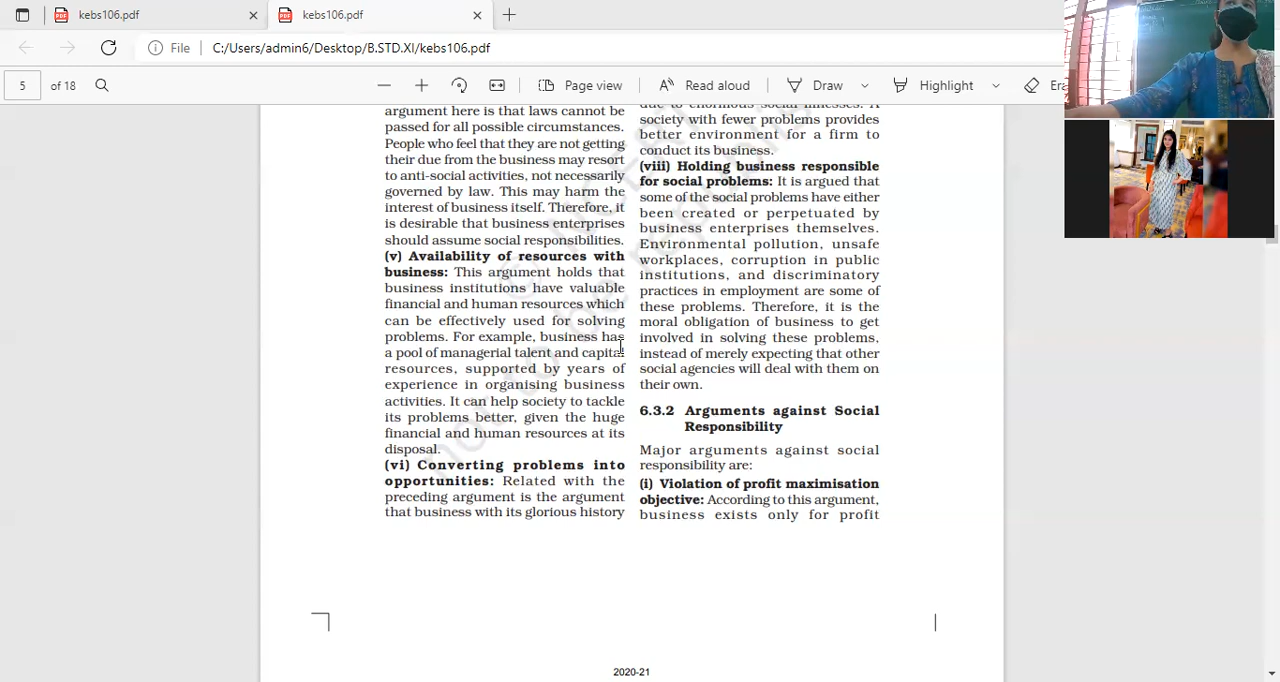 kebs106.pdf
kebs106.pdf
File
C:/Users/admin6/Desktop/B.STD.XI/kebs106.pdf
5 of 18
Page view
Read aloud
Draw
Highlight
Era
argument here is that laws cannot be
passed for all possible circumstances.
People who feel that they are not getting
their due from the business may resort
to anti-social activities, not necessarily
governed by law. This may harm the
interest of business itself. Therefore, it
is desirable that business enterprises
should assume social responsibilities.
(v) Availability of resources with
business: This argument holds that
business institutions have valuable
financial and human resources which
can be effectively used for solving
problems. For example, business has
a pool of managerial talent and capital
resources, supported by years of
experience in organising business
activities. It can help society to tackle
its problems better, given the huge
financial and human resources at its
disposal.
(vi) Converting problems into
opportunities: Related with the
preceding argument is the argument
that business with its glorious history
due to enormous social illnesses. A
society with fewer problems provides
better environment for a firm to
conduct its business.
(viii) Holding business responsible
for social problems: It is argued that
some of the social problems have either
been created or perpetuated by
business enterprises themselves.
Environmental pollution, unsafe
workplaces, corruption in public
institutions, and discriminatory
practices in employment are some of
these problems. Therefore, it is the
moral obligation of business to get
involved in solving these problems,
instead of merely expecting that other
social agencies will deal with them on
their own.
6.3.2 Arguments against Social
Responsibility
Major arguments against social
responsibility are:
(i) Violation of profit maximisation
objective: According to this argument,
business exists only for profit
2020-21